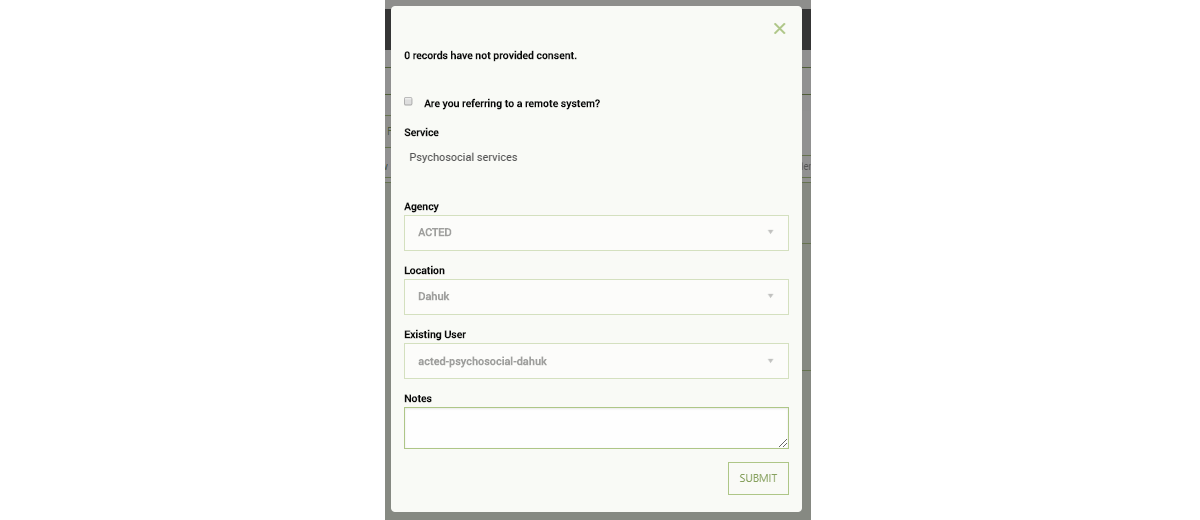 0 records have not provided consent.
Are you referring to a remote system?
Service
Psychosocial services
Agency
ACTED
Location
Dahuk
Existing User
acted-psychosocial-dahuk
Notes
SUBMIT